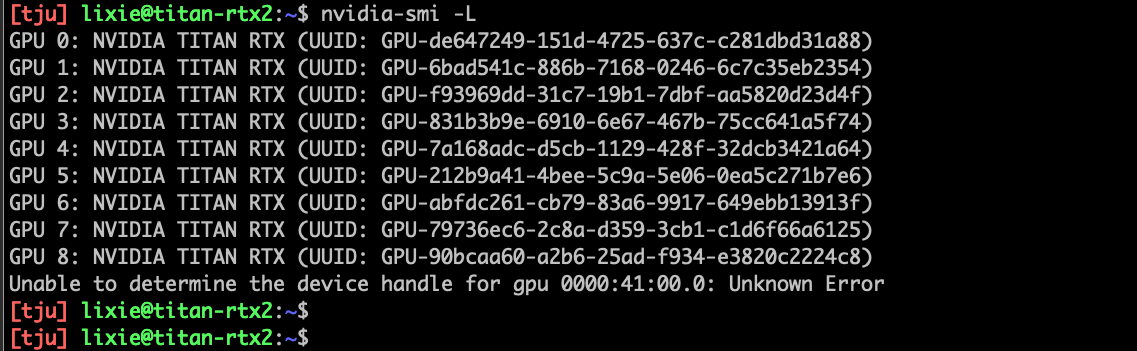 [tju] lixie@titan-rtx2:~$ nvidia-smi -L
GPU 0: NVIDIA TITAN RTX (UUID: GPU-de647249-151d-4725-637c-c281dbd31a88)
GPU 1: NVIDIA TITAN RTX (UUID: GPU-6bad541c-886b-7168-0246-6c7c35eb2354)
GPU 2: NVIDIA TITAN RTX (UUID: GPU-f93969dd-31c7-19b1-7dbf-aa5820d23d4f)
GPU 3: NVIDIA TITAN RTX (UUID: GPU-831b3b9e-6910-6e67-467b-75cc641a5f74)
GPU 4: NVIDIA TITAN RTX (UUID: GPU-7a168adc-d5cb-1129-428f-32dcb3421a64)
GPU 5: NVIDIA TITAN RTX (UUID: GPU-212b9a41-4bee-5c9a-5e06-0ea5c271b7e6)
GPU 6: NVIDIA TITAN RTX (UUID: GPU-abfdc261-cb79-83a6-9917-649ebb13913f)
GPU 7: NVIDIA TITAN RTX (UUID: GPU-79736ec6-2c8a-d359-3cb1-c1d6f66a6125)
GPU 8: NVIDIA TITAN RTX (UUID: GPU-90bcaa60-a2b6-25ad-f934-e3820c2224c8)
Unable to determine the device handle for gpu 0000:41:00.0: Unknown Error
[tju] lixie@titan-rtx2:~$
[tju] lixie@titan-rtx2:~$